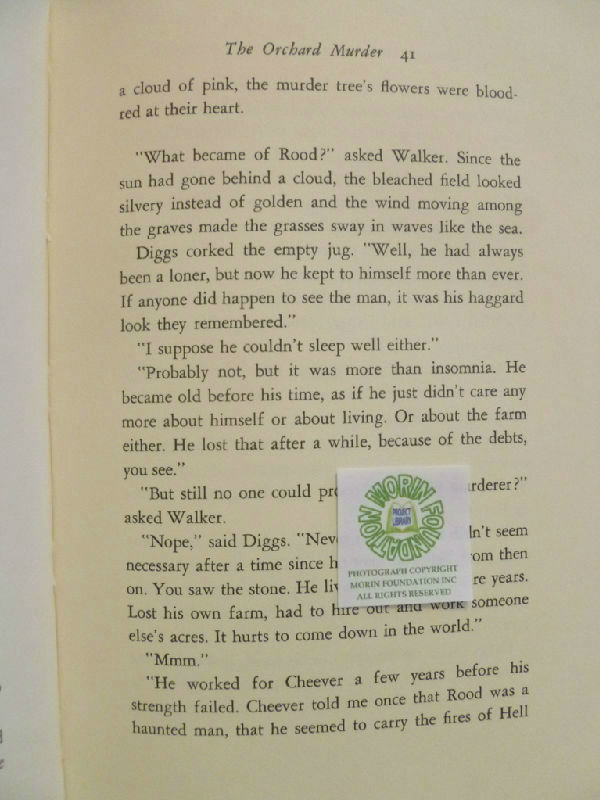 The Orchard Murder 41
a cloud of pink, the murder tree's flowers were blood-
red at their heart.
"What became of Rood?" asked Walker. Since the
sun had gone behind a cloud, the bleached field looked
silvery instead of golden and the wind moving among
the graves made the grasses sway in waves like the sea.
Diggs corked the empty jug. "Well, he had always
been a loner, but now he kept to himself more than ever.
If anyone did happen to see the man, it was his haggard
look they remembered."
"I suppose he couldn't sleep well either."
"Probably not, but it was more than insomnia. He
became old before his time, as if he just didn't care any
more about himself or about living. Or about the farm
either. He lost that after a while, because of the debts,
you see."
"But still no one could
asked Walker.
"Nope," said Diggs. seem
necessary after a time since then
on. You saw the stone. He years.
Lost his own farm, had to hire out and work someone
else's acres. It hurts to come down in the world."
"Mmm."
"He worked for Cheever a few years before his
strength failed. Cheever told me once that Rood was a
haunted man, that he seemed to carry the fires of Hell
MORIN FOUNDATION
PROJECT
LIBRARY
PHOTOGRAPH COPYRIGHT
MORIN FOUNDATION INC
ALL RIGHTS RESERVED